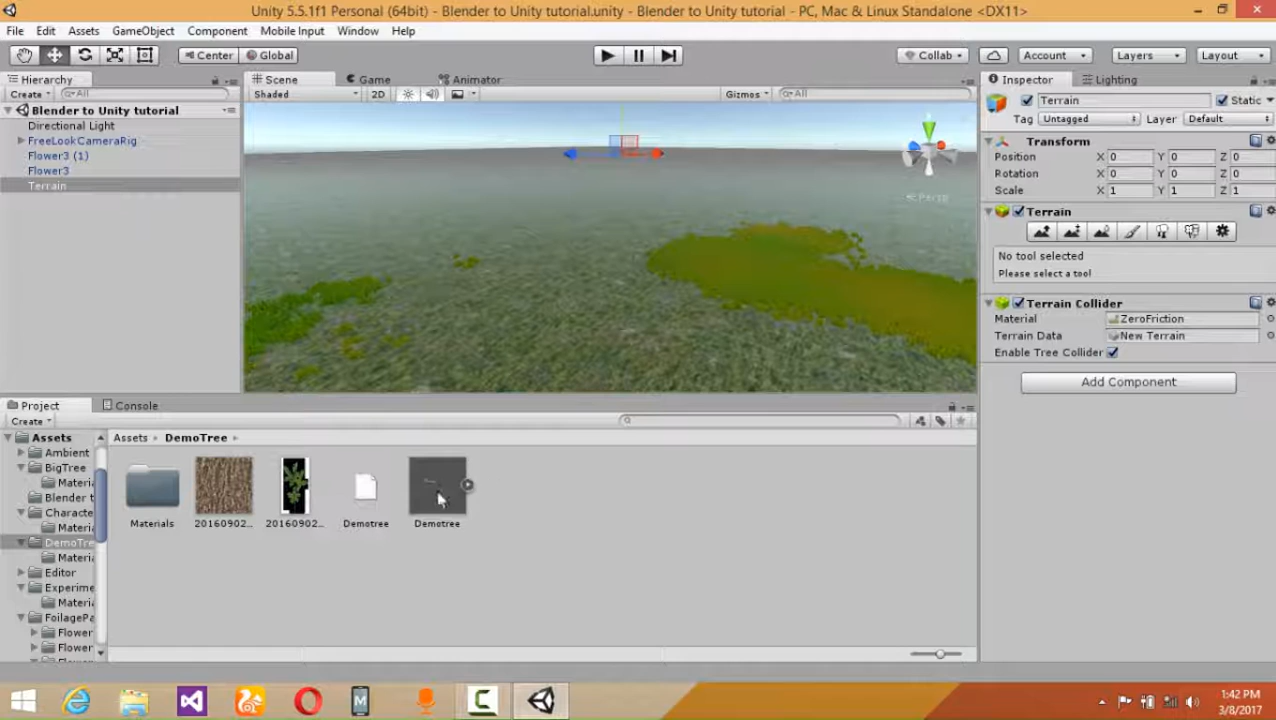 Unity 5.5.1f1 Personal (64bit) - Blender to Unity tutorial.unity - Blender to Unity tutorial - PC, Mac & Linux Standalone <DX11>
File Edit Assets GameObject Component Mobile Input Window Help
Center Global Collab Account Layers Layout
Hierarchy
Create All
Blender to Unity tutorial
Directional Light
FreeLookCameraRig
Flower3 (1)
Flower3
Terrain
Scene Game Animator
Shaded 2D Gizmos All
Persp
Inspector Lighting
Terrain Static
Tag Untagged Layer Default
Transform
Position X 0 Y 0 Z 0
Rotation X 0 Y 0 Z 0
Scale X 1 Y 1 Z 1
Terrain
No tool selected
Please select a tool
Terrain Collider
Material ZeroFriction
Terrain Data New Terrain
Enable Tree Collider
Add Component
Project Console
Create
Assets
Ambient
BigTree
Materi
Blender t
Characte
Materi
DemoTre
Materi
Editor
Experime
Materi
FoilagePa
Flower
Flower
Assets DemoTree
Materials 20160902... 20160902... Demotree Demotree
1:42 PM
3/8/2017